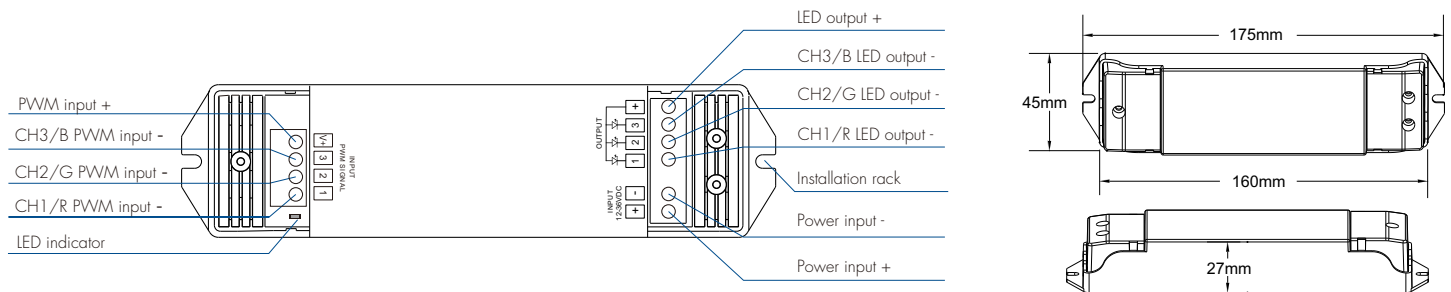 PWM input +
CH3/B PWM input -
CH2/G PWM input -
CH1/R PWM input -
LED indicator
V+
3
2
1
INPUT
PWM SIGNAL
OUTPUT
+
3
2
1
INPUT
12-36VDC
-
+
LED output +
CH3/B LED output -
CH2/G LED output -
CH1/R LED output -
Installation rack
Power input -
Power input +
175mm
45mm
160mm
27mm